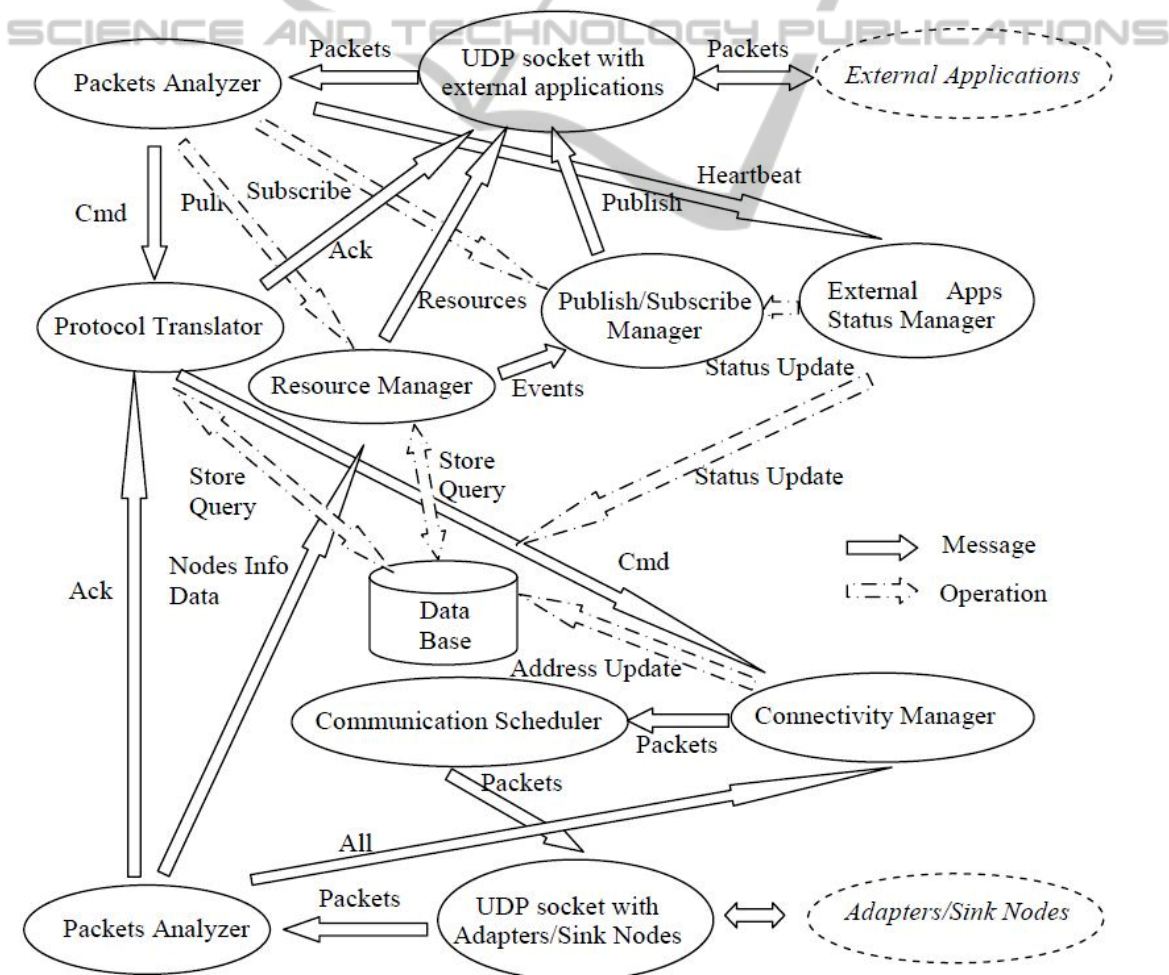 SCIENCE AND TECHNOLOGY PUBLICATIONS
Packets
Packets
Packets Analyzer
UDP socket with
external applications
External Applications
Heartbeat
Cmd
Pull
Subscribe
Publish
Ack
Resources
Publish/Subscribe
Manager
External Apps
Status Manager
Protocol Translator
Resource Manager
Events
Status Update
Store
Query
Store
Query
Status Update
Message
Cmd
Operation
Ack
Nodes Info
Data
Data
Base
Address Update
Communication Scheduler
Connectivity Manager
Packets
Packets
All
Packets
Packets Analyzer
UDP socket with
Adapters/Sink Nodes
Adapters/Sink Nodes